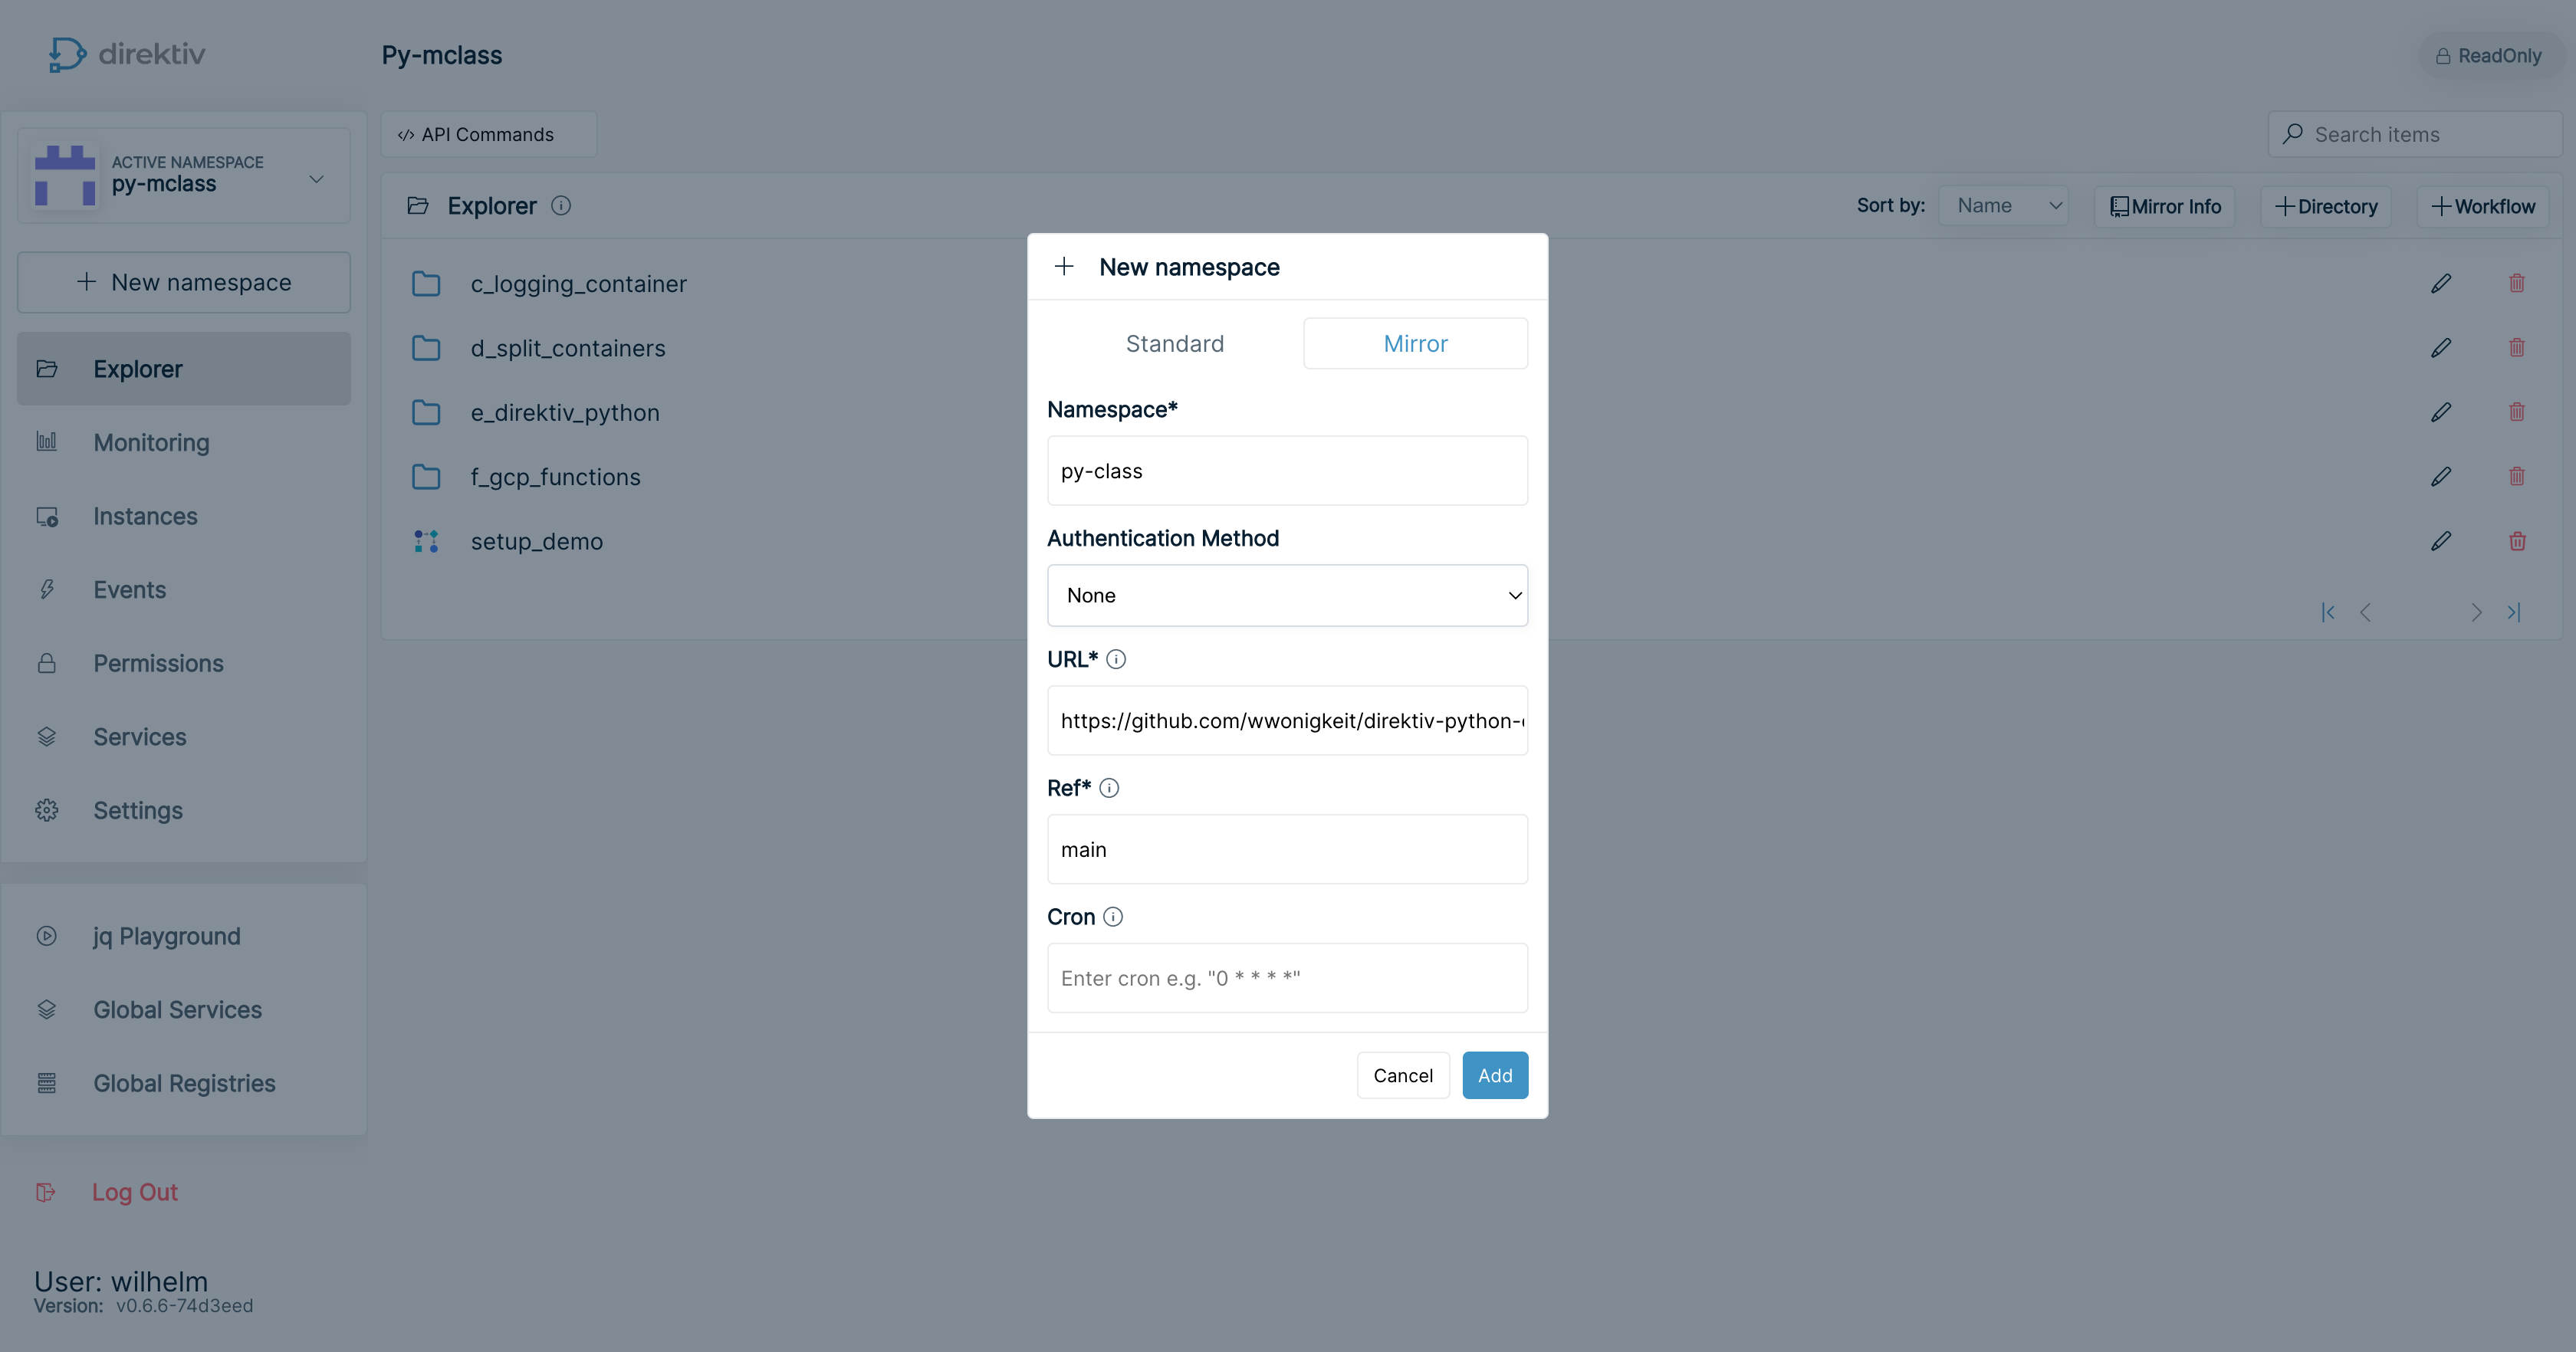 direktiv
Py-mclass
ReadOnly
ACTIVE NAMESPACE
py-mclass
New namespace
Explorer
Monitoring
Instances
Events
Permissions
Services
Settings
jq Playground
Global Services
Global Registries
Log Out
User: wilhelm
Version: v0.6.6-74d3eed
</> API Commands
Search items
Explorer
Sort by: Name
Mirror Info
Directory
Workflow
c_logging_container
d_split_containers
e_direktiv_python
f_gcp_functions
setup_demo
New namespace
Standard Mirror
Namespace*
py-class
Authentication Method
None
URL*
https://github.com/wwonigkeit/direktiv-python-
Ref*
main
Cron
Enter cron e.g. "0 * * * *"
Cancel Add